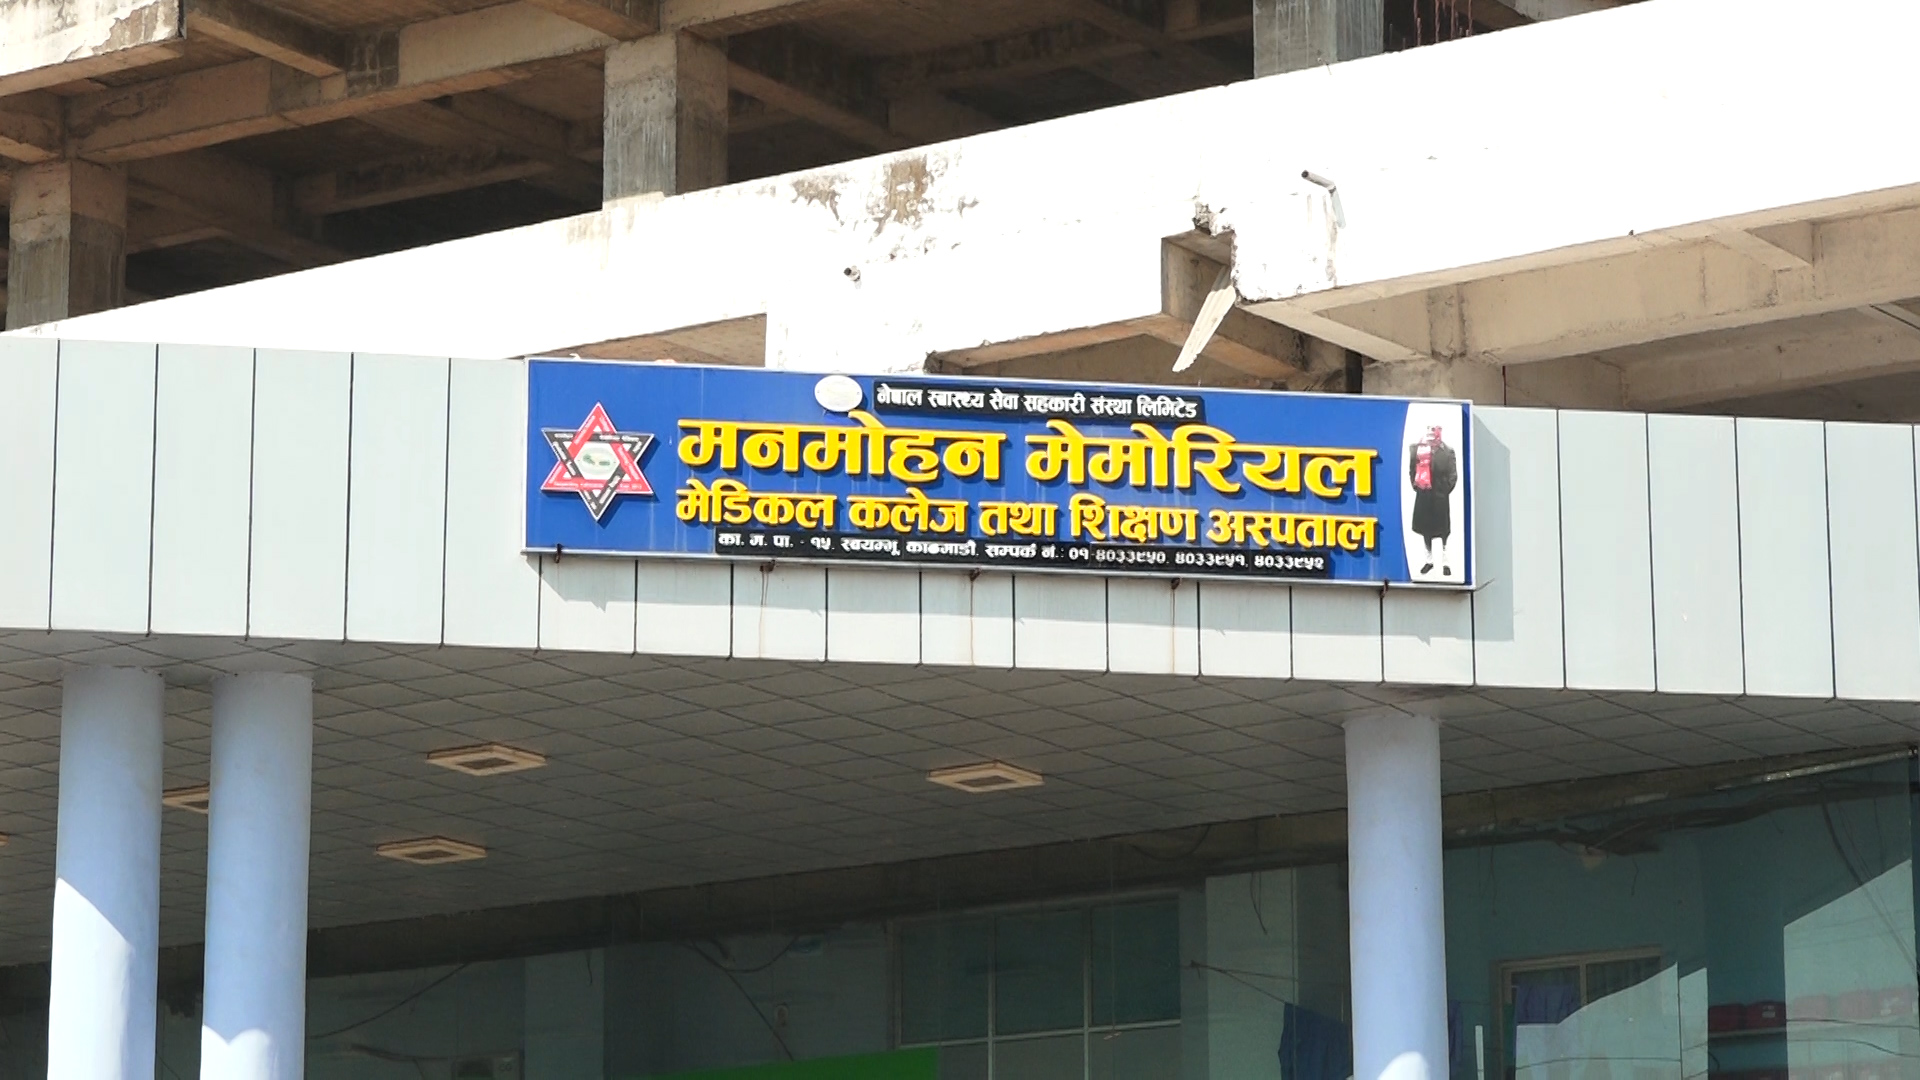 नेपाल स्वास्थ्य सेवा सहकारी संस्था लिमिटेड
मनमोहन मेमोरियल
मेडिकल कलेज तथा शिक्षण अस्पताल
का. म. पा. - १५, स्वयम्भू, काठमाडौं, सम्पर्क नं.: ०१-४०३३९५०, ४०३३९५१, ४०३३९५२